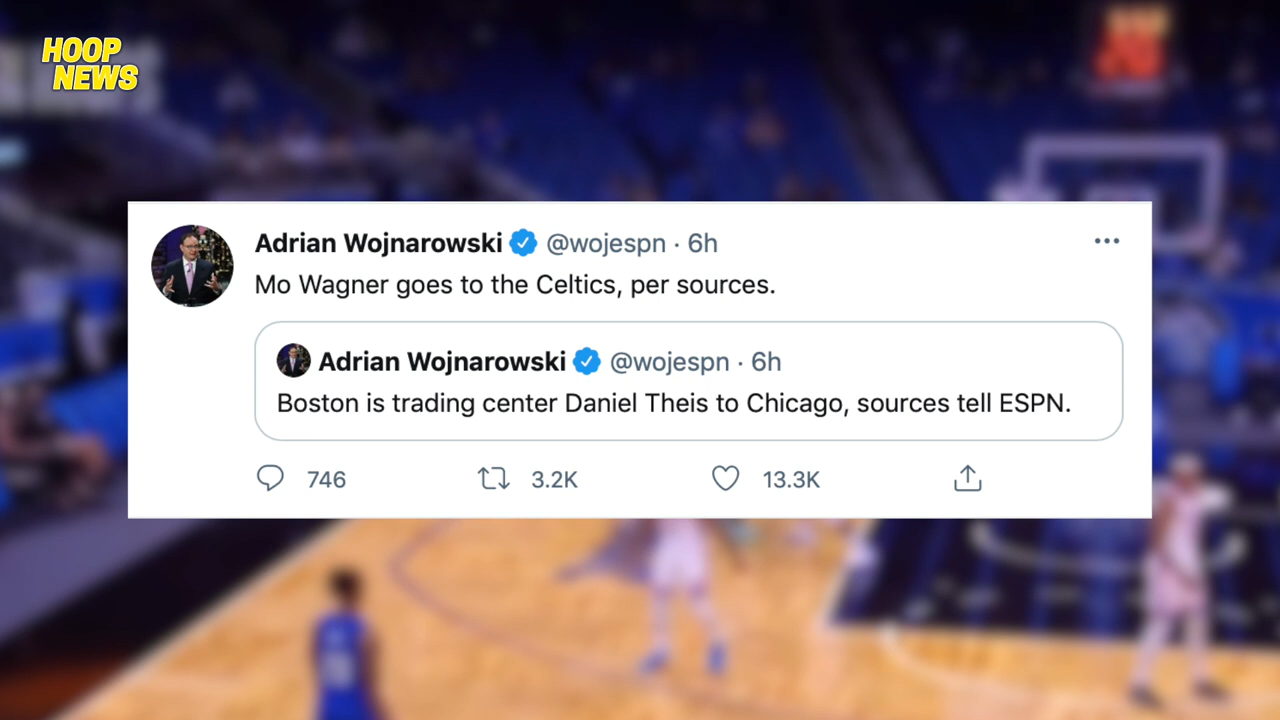 HOOP
NEWS
Adrian Wojnarowski @wojespn · 6h
Mo Wagner goes to the Celtics, per sources.
Adrian Wojnarowski @wojespn · 6h
Boston is trading center Daniel Theis to Chicago, sources tell ESPN.
746 3.2K 13.3K